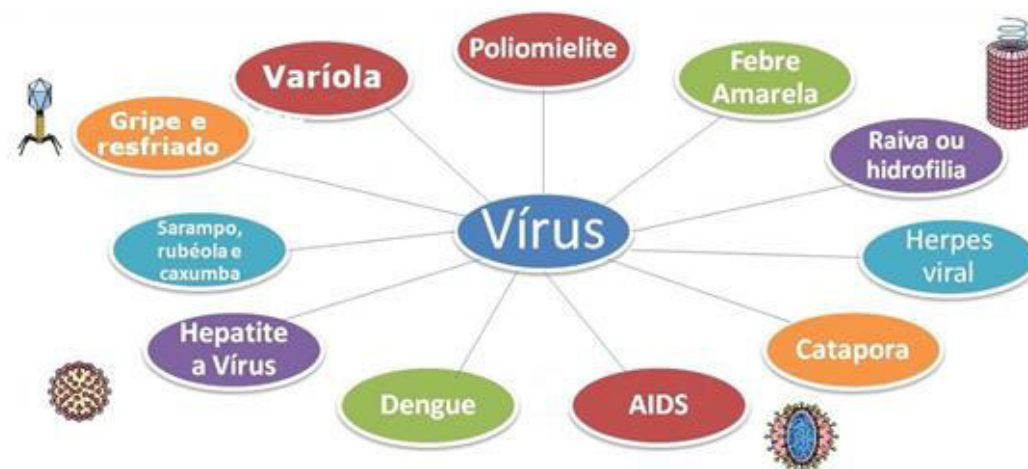 Poliomielite
Varíola
Febre
Amarela
Gripe e
resfriado
Raiva ou
hidrofilia
Vírus
Sarampo,
rubéola e
caxumba
Herpes
viral
Hepatite
a Vírus
Catapora
Dengue
AIDS